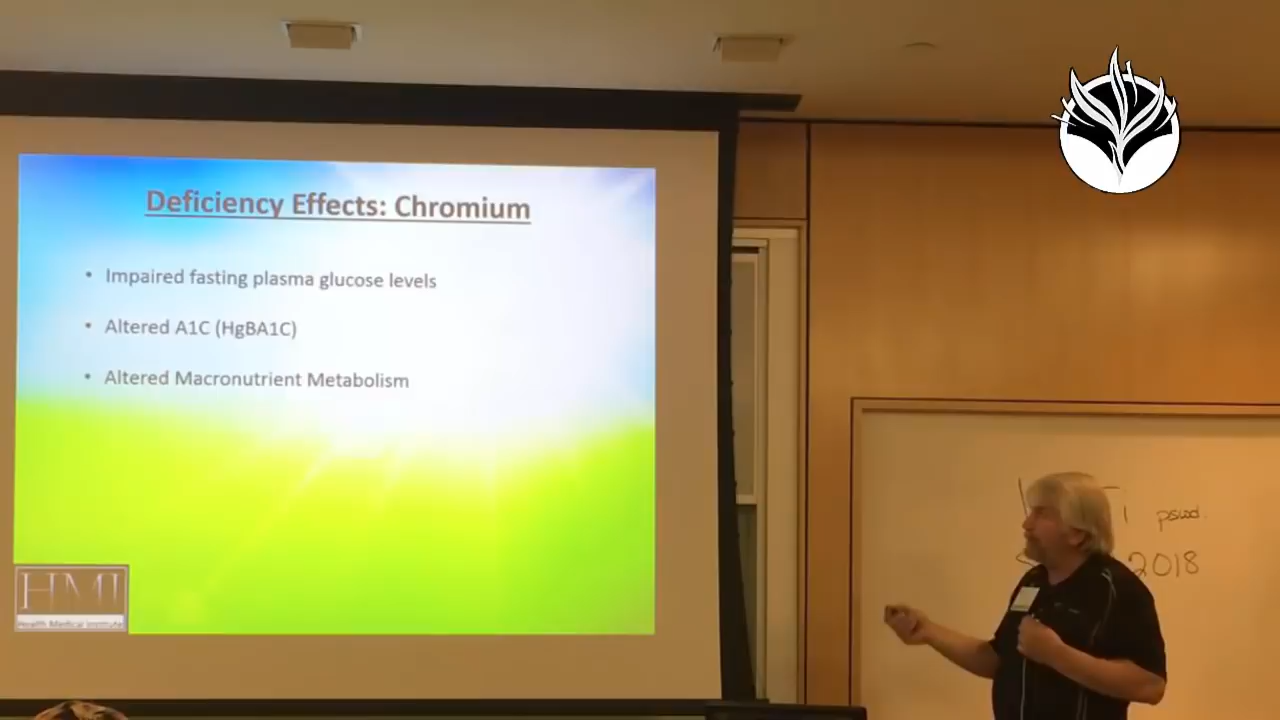 Deficiency Effects: Chromium
• Impaired fasting plasma glucose levels
• Altered A1C (HgBA1C)
• Altered Macronutrient Metabolism
HMI
Health Medical Institute
pswd.
2018